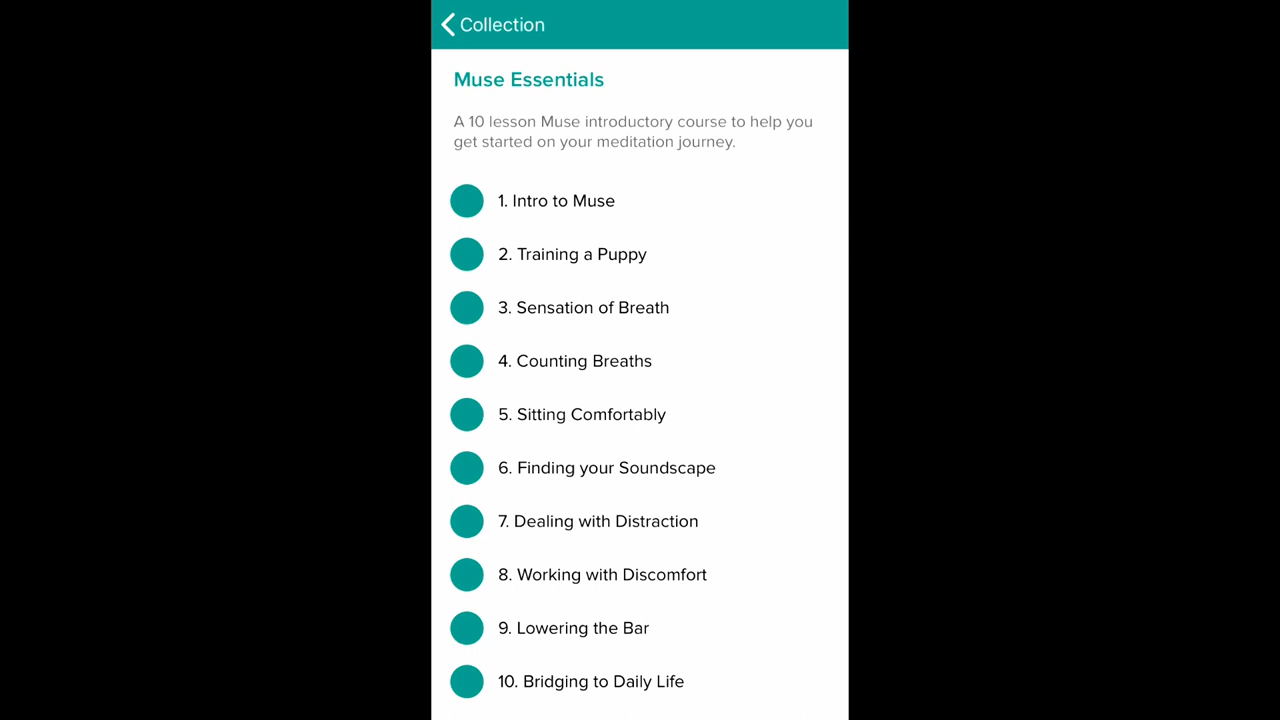 Collection
Muse Essentials
A 10 lesson Muse introductory course to help you
get started on your meditation journey.
1. Intro to Muse
2. Training a Puppy
3. Sensation of Breath
4. Counting Breaths
5. Sitting Comfortably
6. Finding your Soundscape
7. Dealing with Distraction
8. Working with Discomfort
9. Lowering the Bar
10. Bridging to Daily Life